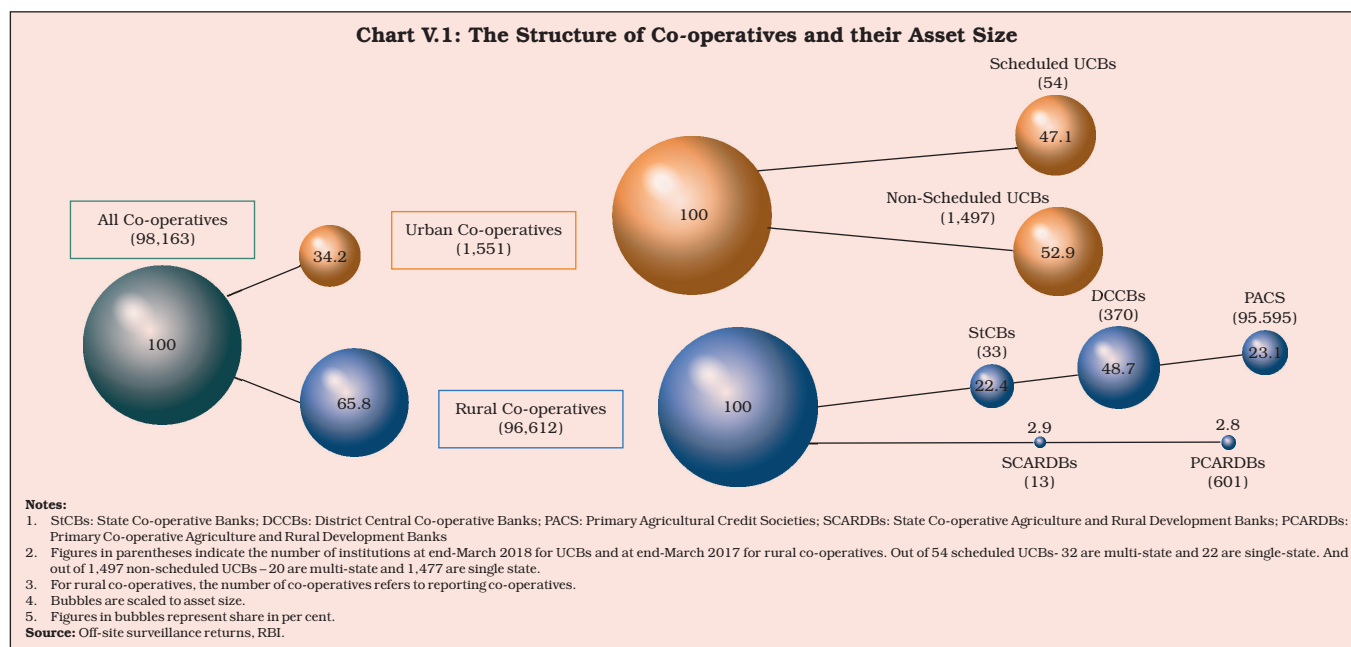 Chart V.1: The Structure of Co-operatives and their Asset Size
All Co-operatives
(98,163)
100
34.2
65.8
Urban Co-operatives
(1,551)
100
Scheduled UCBs
(54)
47.1
Non-Scheduled UCBs
(1,497)
52.9
Rural Co-operatives
(96,612)
100
StCBs
(33)
22.4
DCCBs
(370)
48.7
PACS
(95.595)
23.1
2.9
SCARDBs
(13)
2.8
PCARDBs
(601)
Notes:
1. StCBs: State Co-operative Banks; DCCBs: District Central Co-operative Banks; PACS: Primary Agricultural Credit Societies; SCARDBs: State Co-operative Agriculture and Rural Development Banks; PCARDBs:
Primary Co-operative Agriculture and Rural Development Banks
2. Figures in parentheses indicate the number of institutions at end-March 2018 for UCBs and at end-March 2017 for rural co-operatives. Out of 54 scheduled UCBs- 32 are multi-state and 22 are single-state. And
out of 1,497 non-scheduled UCBs – 20 are multi-state and 1,477 are single state.
3. For rural co-operatives, the number of co-operatives refers to reporting co-operatives.
4. Bubbles are scaled to asset size.
5. Figures in bubbles represent share in per cent.
Source: Off-site surveillance returns, RBI.